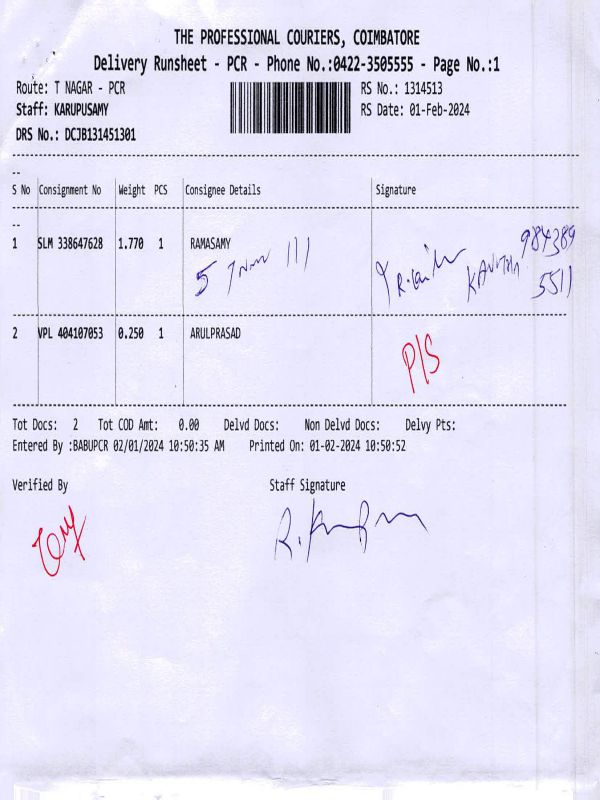 THE PROFESSIONAL COURIERS, COIMBATORE
Delivery Runsheet - PCR - Phone No.:0422-3505555 - Page No.:1
Route: T NAGAR - PCR
RS No.: 1314513
Staff: KARUPUSAMY
RS Date: 01-Feb-2024
DRS No.: DCJB131451301
S No Consignment No Weight PCS Consignee Details Signature
1 SLM 338647628 1.770 1 RAMASAMY
984389
5511
5
2 VPL 404107053 0.250 1 ARULPRASAD
P/S
Tot Docs: 2 Tot COD Amt: 0.00 Delvd Docs: Non Delvd Docs: Delvy Pts:
Entered By :BABUPCR 02/01/2024 10:50:35 AM Printed On: 01-02-2024 10:50:52
Verified By Staff Signature